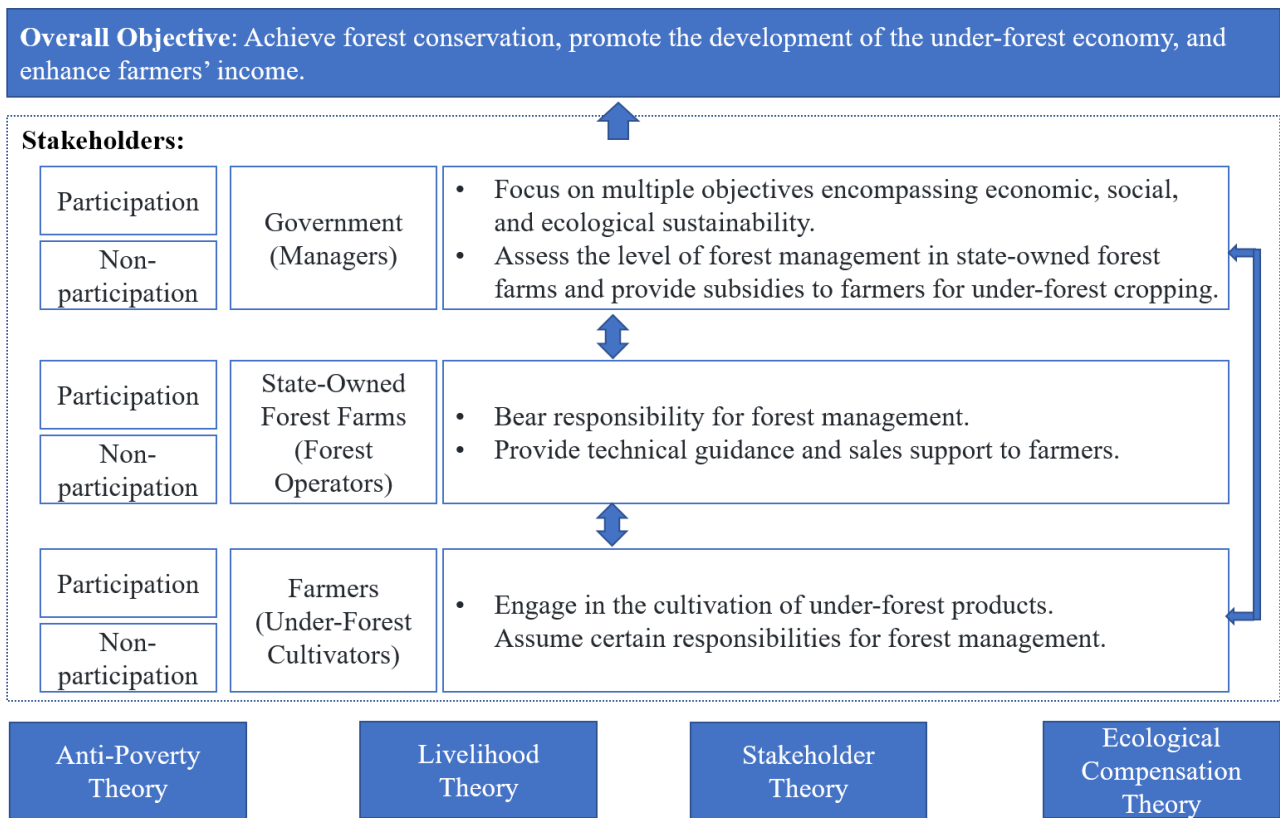 Overall Objective: Achieve forest conservation, promote the development of the under-forest economy, and
enhance farmers’ income.
Stakeholders:
Participation
Non-
participation
Government
(Managers)
• Focus on multiple objectives encompassing economic, social,
and ecological sustainability.
• Assess the level of forest management in state-owned forest
farms and provide subsidies to farmers for under-forest cropping.
Participation
Non-
participation
State-Owned
Forest Farms
(Forest
Operators)
• Bear responsibility for forest management.
• Provide technical guidance and sales support to farmers.
Participation
Non-
participation
Farmers
(Under-Forest
Cultivators)
• Engage in the cultivation of under-forest products.
Assume certain responsibilities for forest management.
Anti-Poverty
Theory
Livelihood
Theory
Stakeholder
Theory
Ecological
Compensation
Theory